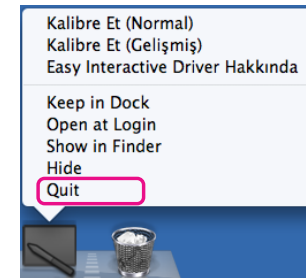 Kalibre Et (Normal)
Kalibre Et (Gelişmiş)
Easy Interactive Driver Hakkında
Keep in Dock
Open at Login
Show in Finder
Hide
Quit